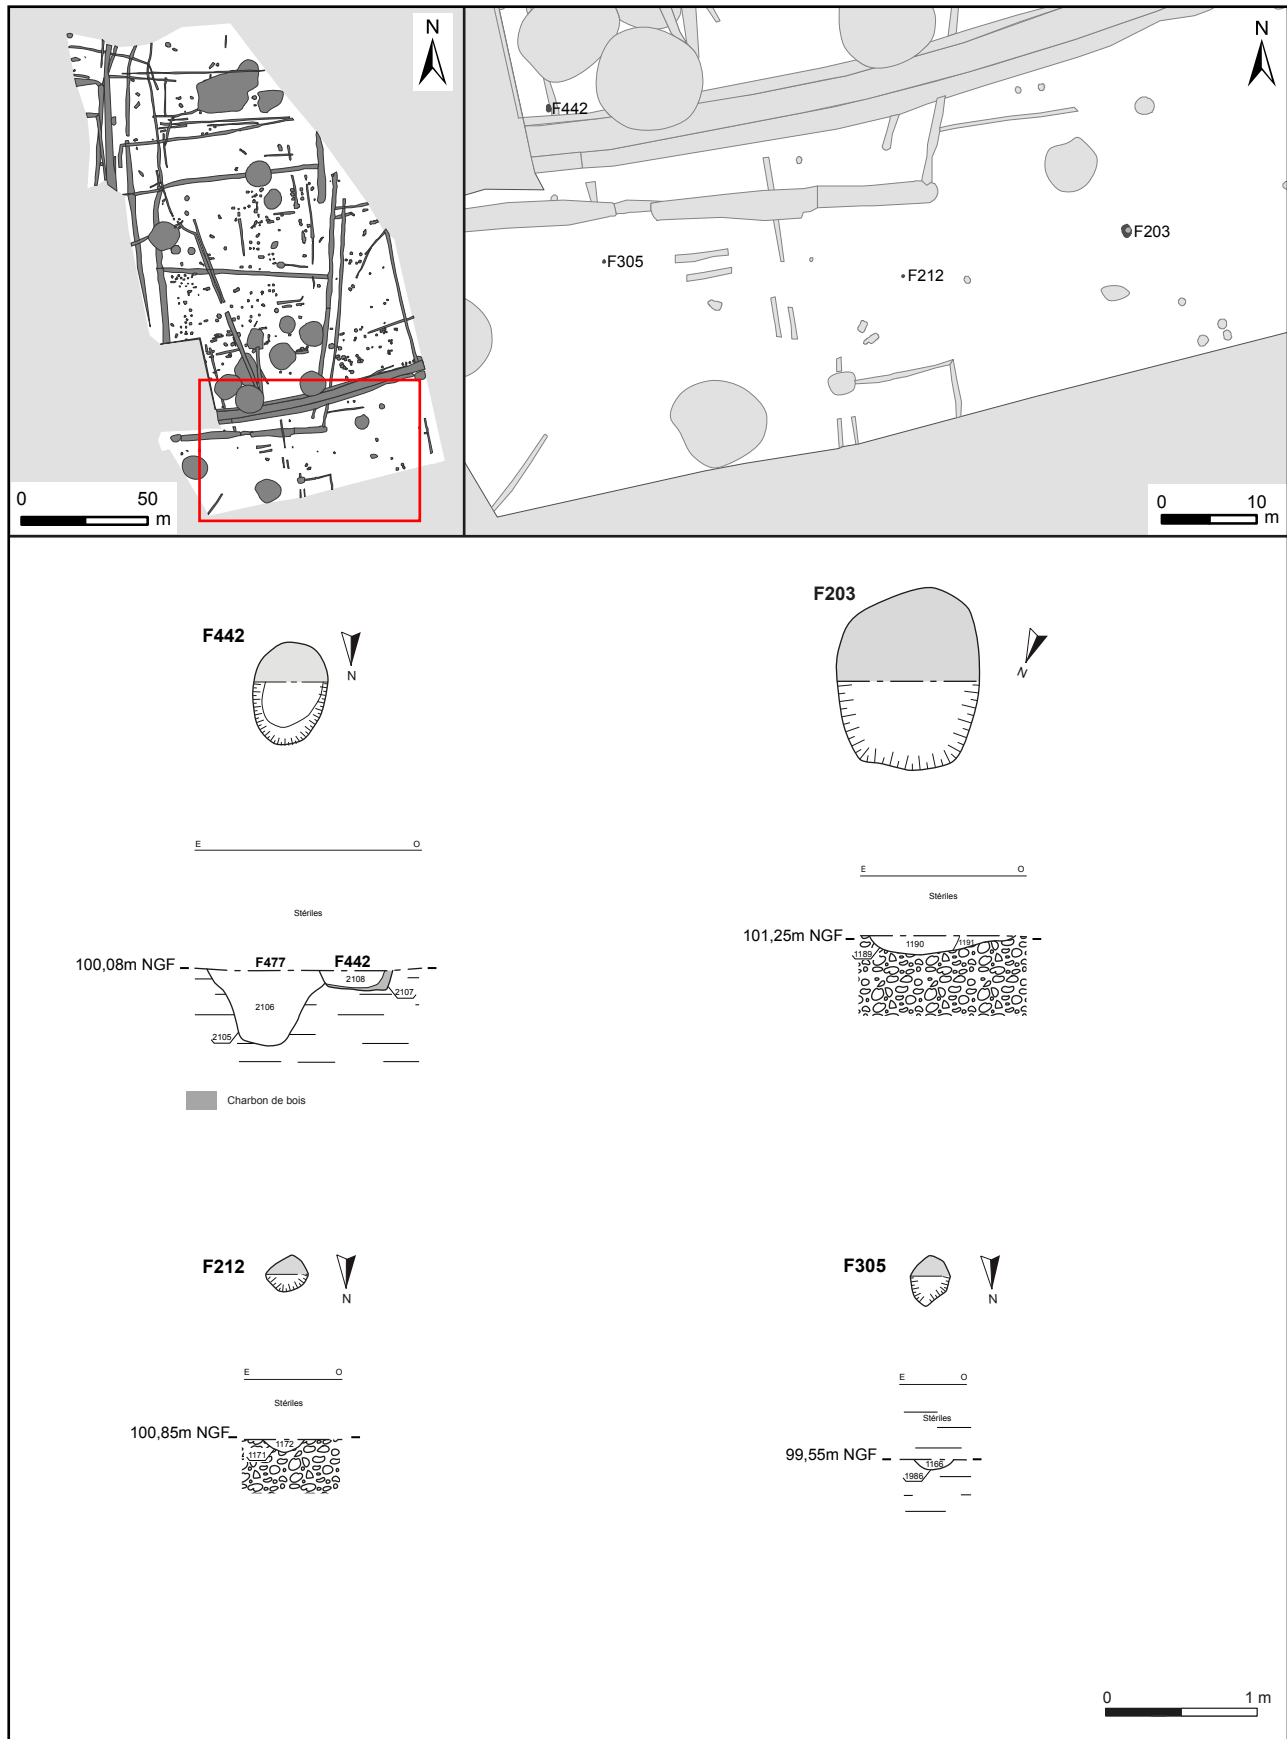 N
0 50
m
N
F442
F203
F305
F212
0 10
m
F442
N
E O
Stériles
100,08m NGF
F477 F442
2108
2107
2106
2105
Charbon de bois
F203
N
E O
Stériles
101,25m NGF
1190 1191
1189
F212
N
E O
Stériles
100,85m NGF
1172
1171
F305
N
E O
Stériles
99,55m NGF
1166
1986
0 1 m